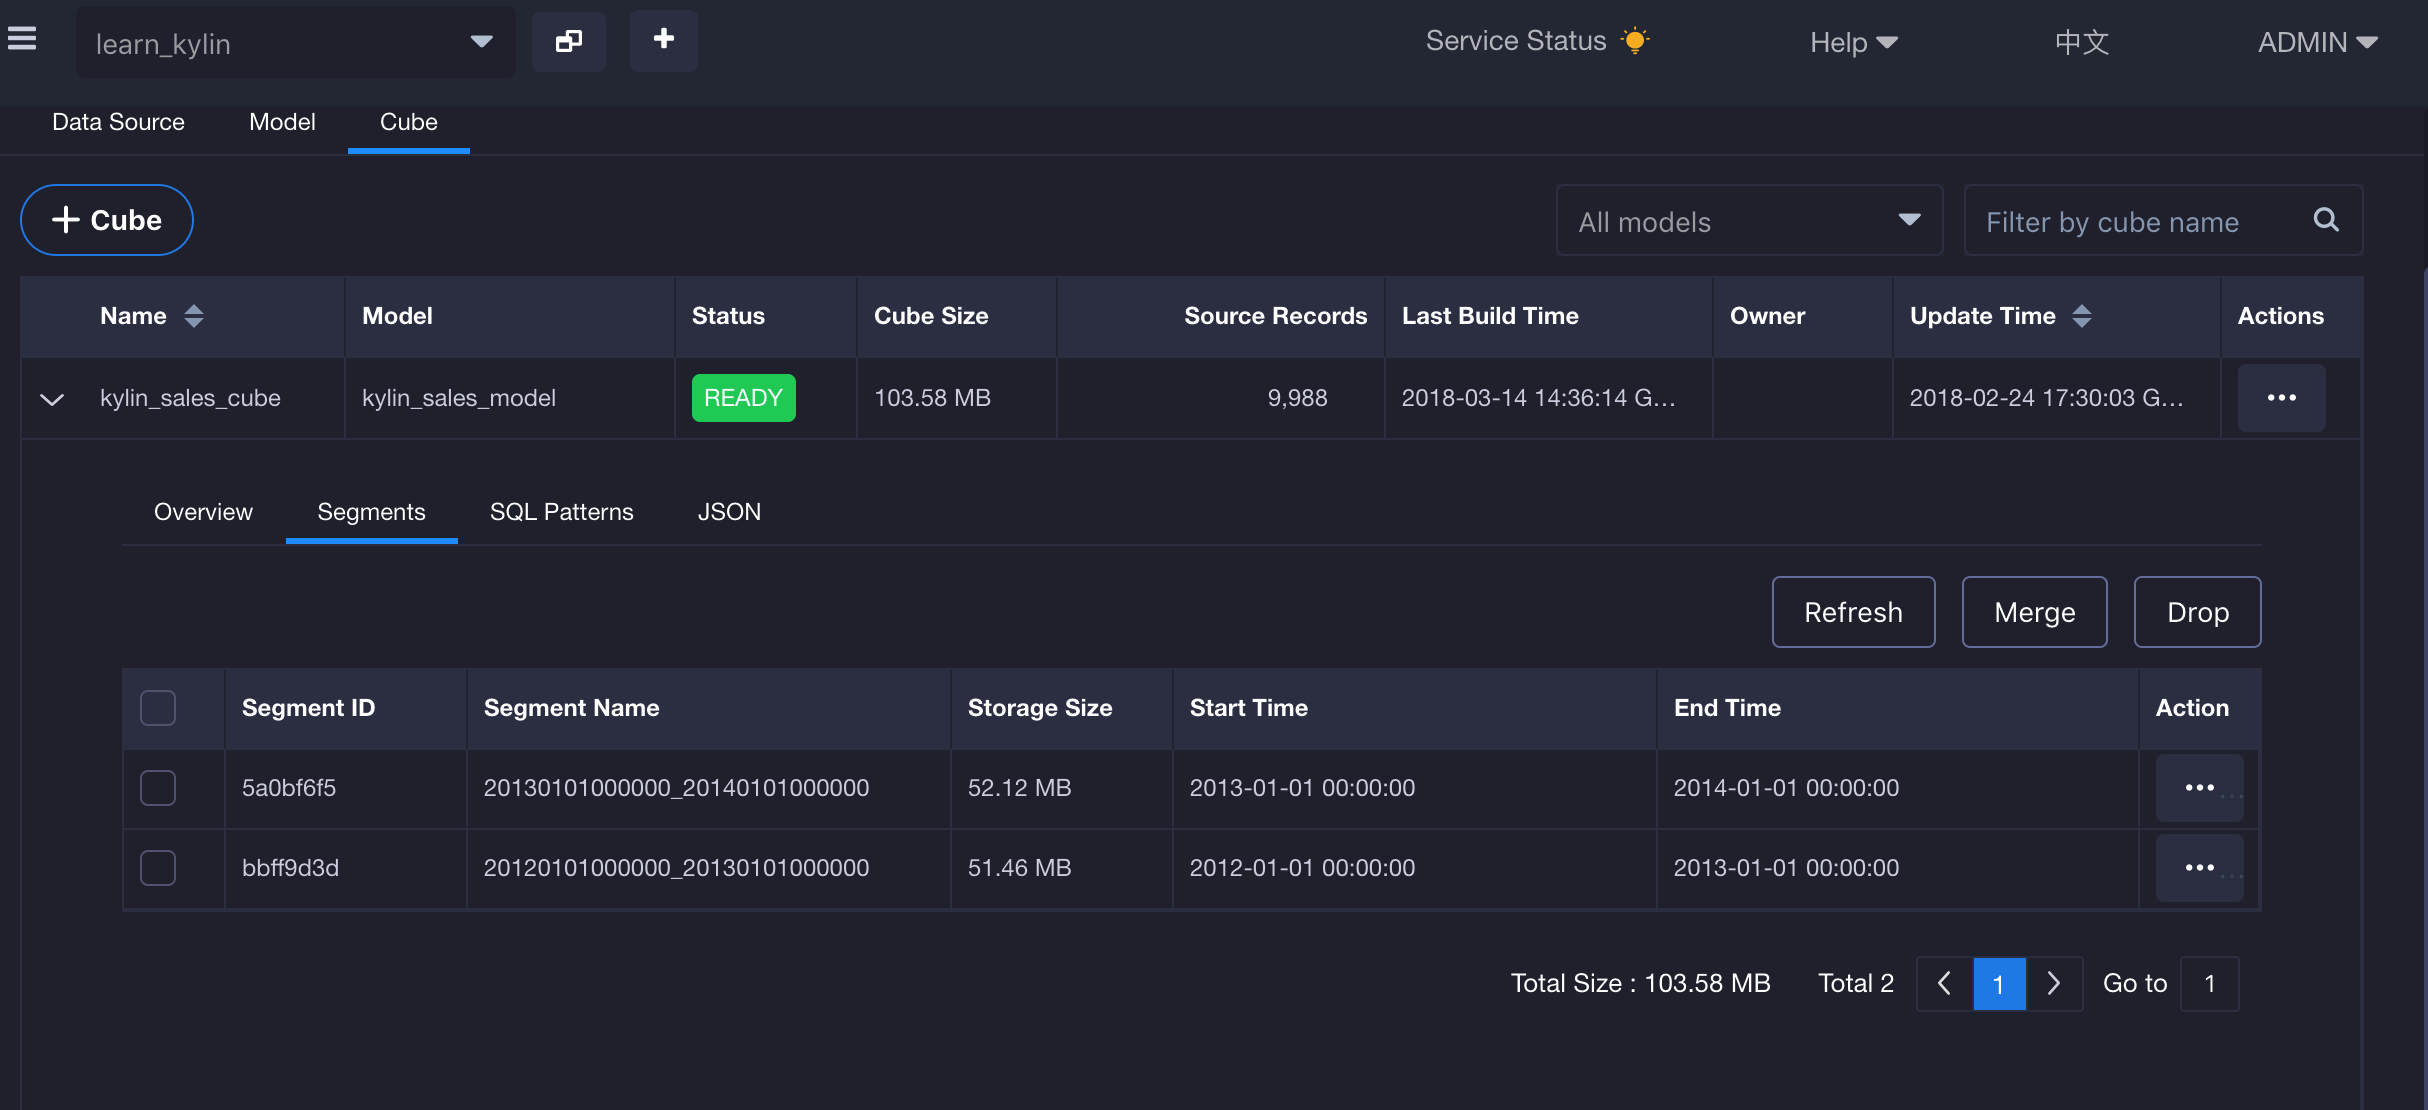 learn_kylin
Service Status
Help
中文
ADMIN
Data Source Model Cube
+ Cube
All models
Filter by cube name
Name Model Status Cube Size Source Records Last Build Time Owner Update Time Actions
kylin_sales_cube kylin_sales_model READY 103.58 MB 9,988 2018-03-14 14:36:14 G... 2018-02-24 17:30:03 G...
Overview Segments SQL Patterns JSON
Refresh Merge Drop
Segment ID Segment Name Storage Size Start Time End Time Action
5a0bf6f5 20130101000000_20140101000000 52.12 MB 2013-01-01 00:00:00 2014-01-01 00:00:00
bbff9d3d 20120101000000_20130101000000 51.46 MB 2012-01-01 00:00:00 2013-01-01 00:00:00
Total Size : 103.58 MB Total 2 1 Go to 1